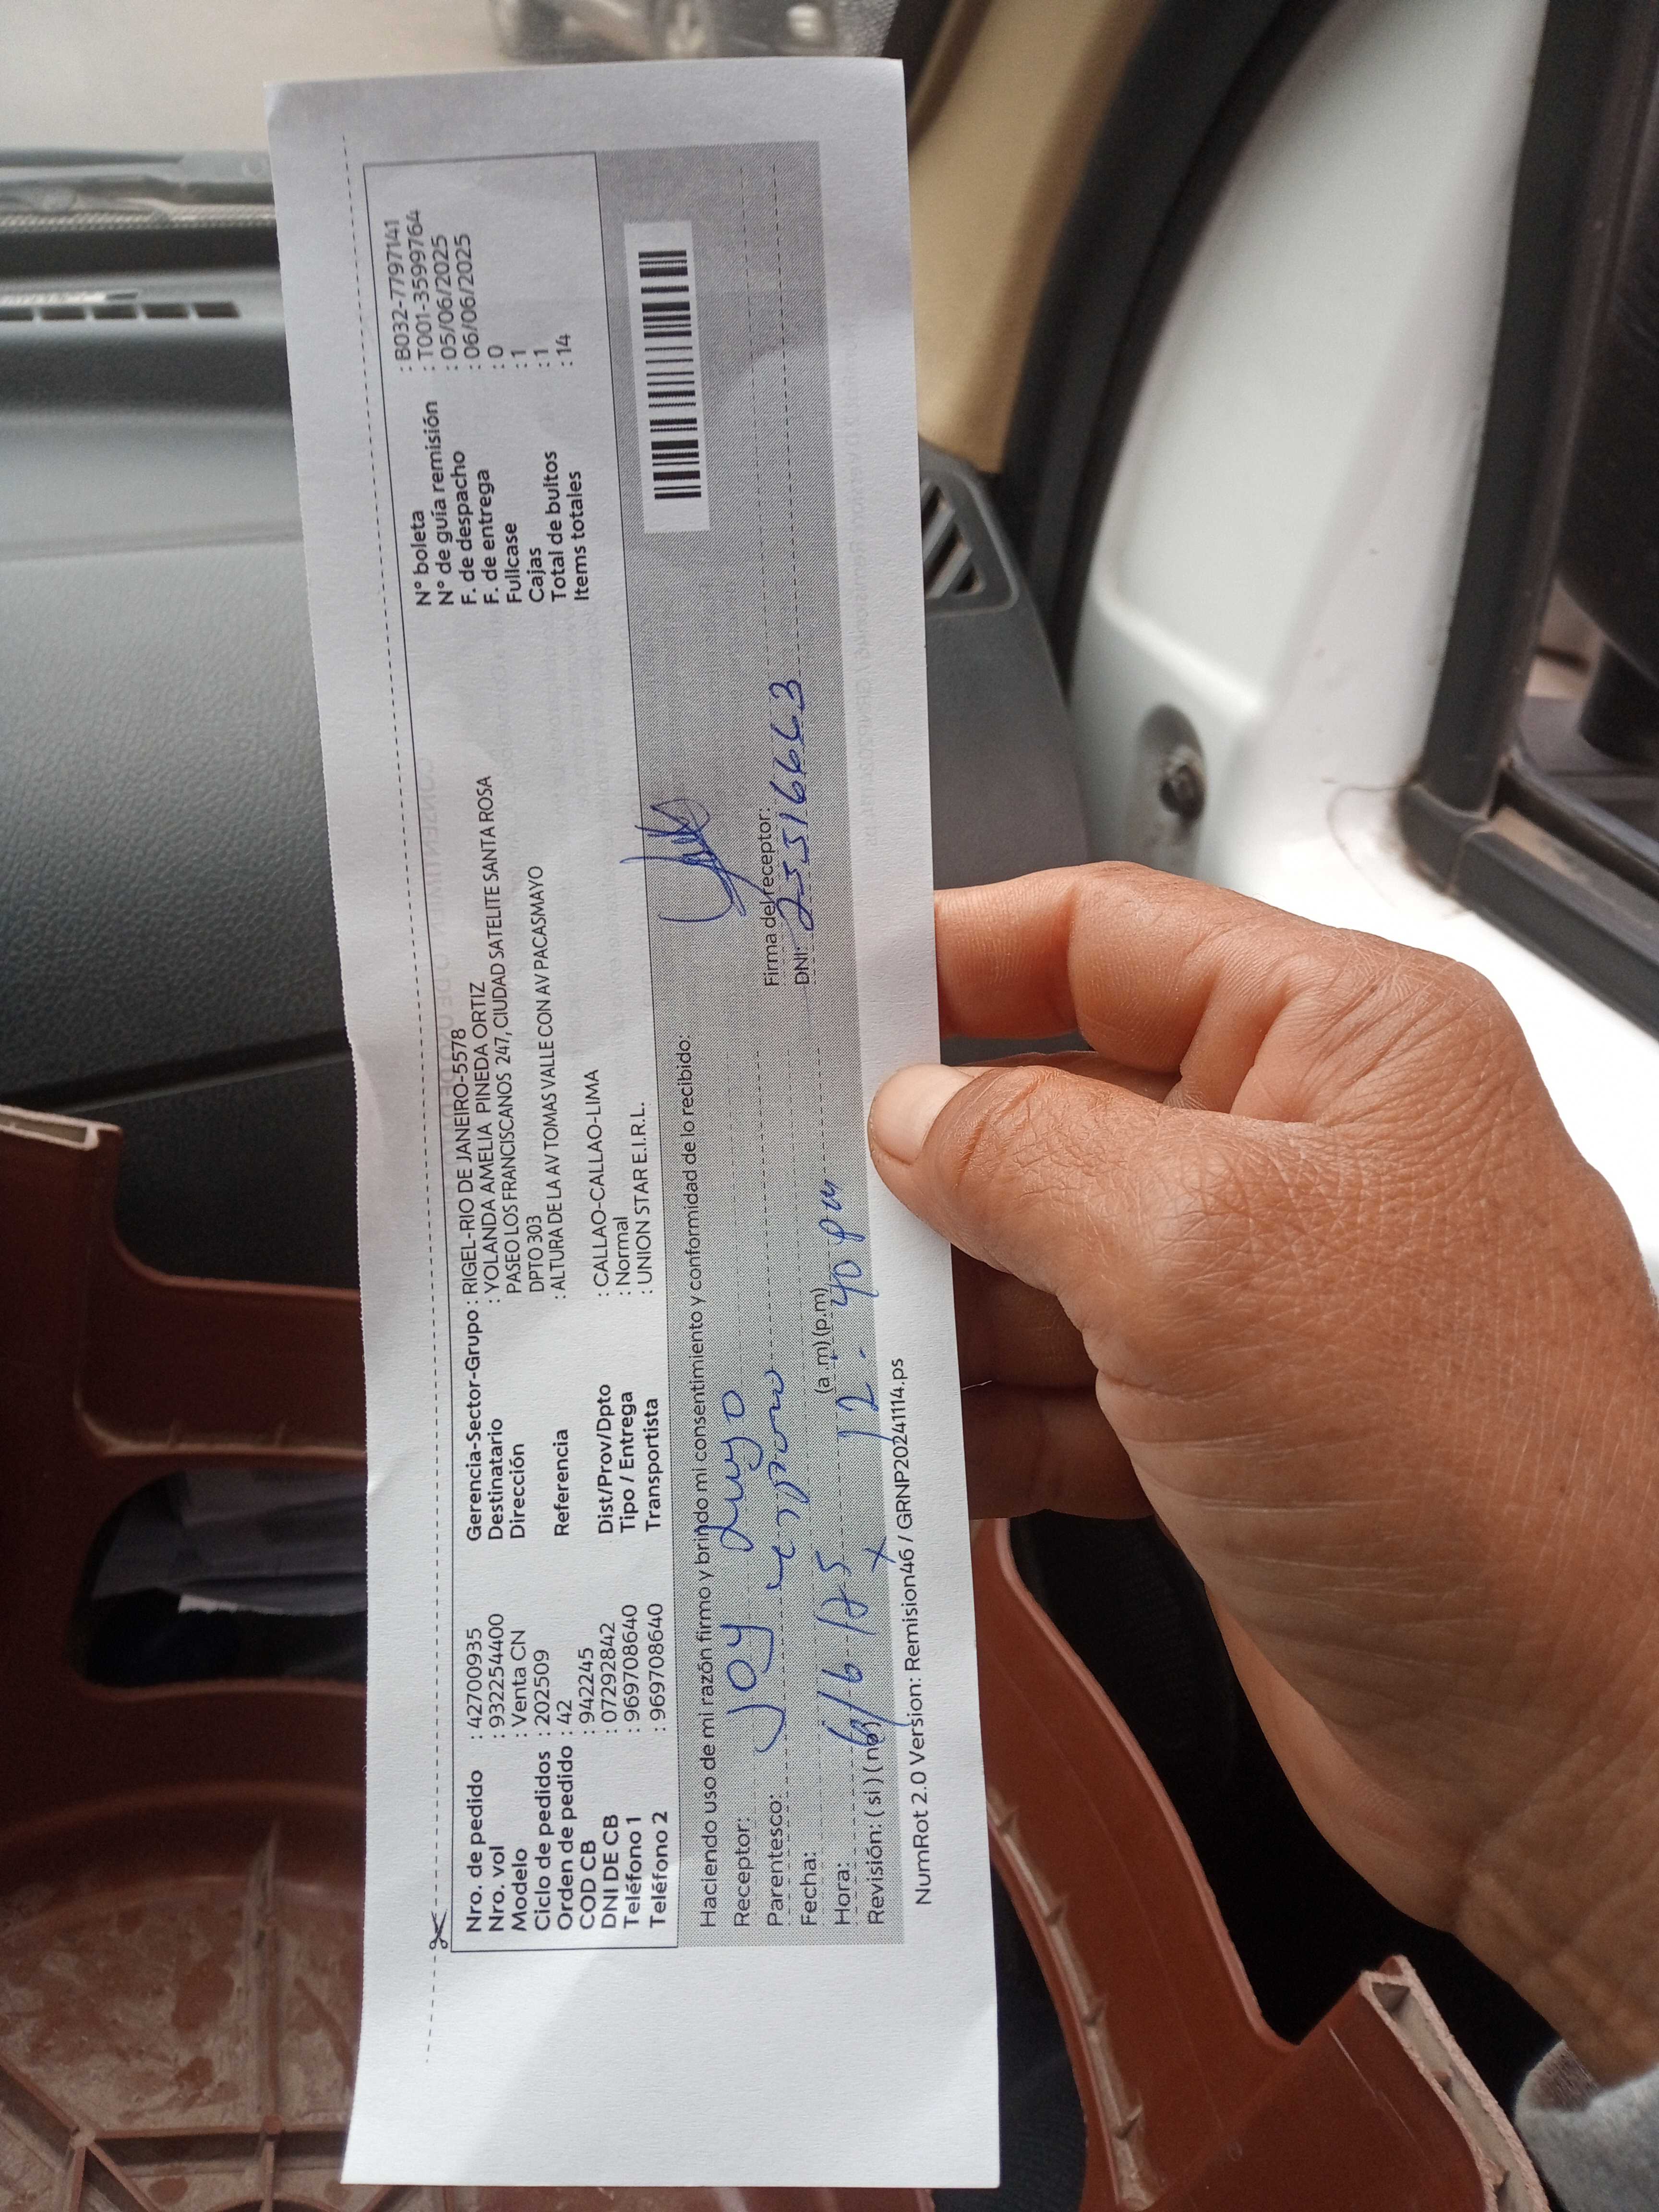 Nro. de pedido : 42700935
Nro. vol : 9322254400
Modelo : Venta CN
Ciclo de pedidos : 202509
Orden de pedido : 42
COD CB : 942245
DNI DE CB : 07292842
Teléfono 1 : 969708640
Teléfono 2 : 969708640
Gerencia-Sector-Grupo : RIGEL-RIO DE JANEIRO-5578
Destinatario : YOLANDA AMELIA PINEDA ORTIZ
Dirección PASEO LOS FRANCISCANOS 247, CIUDAD SATELITE SANTA ROSA
DPTO 303
Referencia : ALTURA DE LA AV TOMAS VALLE CON AV PACASMAYO
Dist/Prov/Dpto : CALLAO-CALLAO-LIMA
Tipo / Entrega : Normal
Transportista : UNION STAR E.I.R.L.
N° boleta : B032-7797141
N° de guía remisión : T001-3599764
F. de despacho : 05/06/2025
F. de entrega : 06/06/2025
Fullcase : 0
Cajas : 1
Total de bultos : 1
Items totales : 14
Haciendo uso de mi razón firmo y brindo mi consentimiento y conformidad de lo recibido:
Receptor: Joy Luyo
Parentesco:
Fecha: 6/6/25
Hora: (a.m) (p.m) 12:40 pm
Revisión: (si) (no) x
Firma del receptor:
DNI: 25516663
NumRot 2.0 Version: Remision46 / GRNP20241114.ps